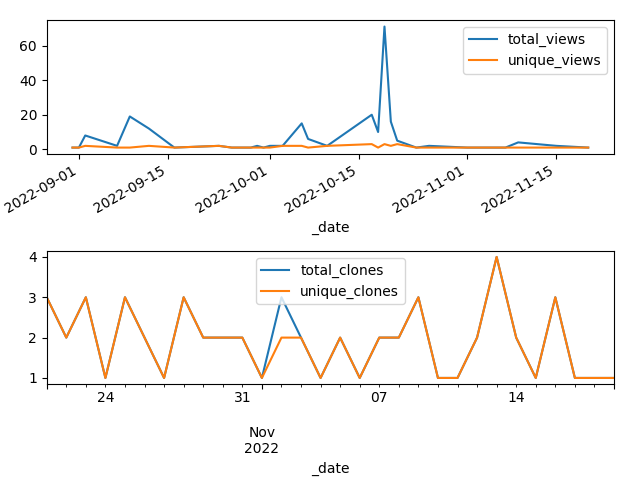 total_views
unique_views
60
40
20
0
2022-09-01
2022-09-15
2022-10-01
2022-10-15
2022-11-01
2022-11-15
_date
total_clones
unique_clones
4
3
2
1
24
31
07
14
Nov
2022
_date